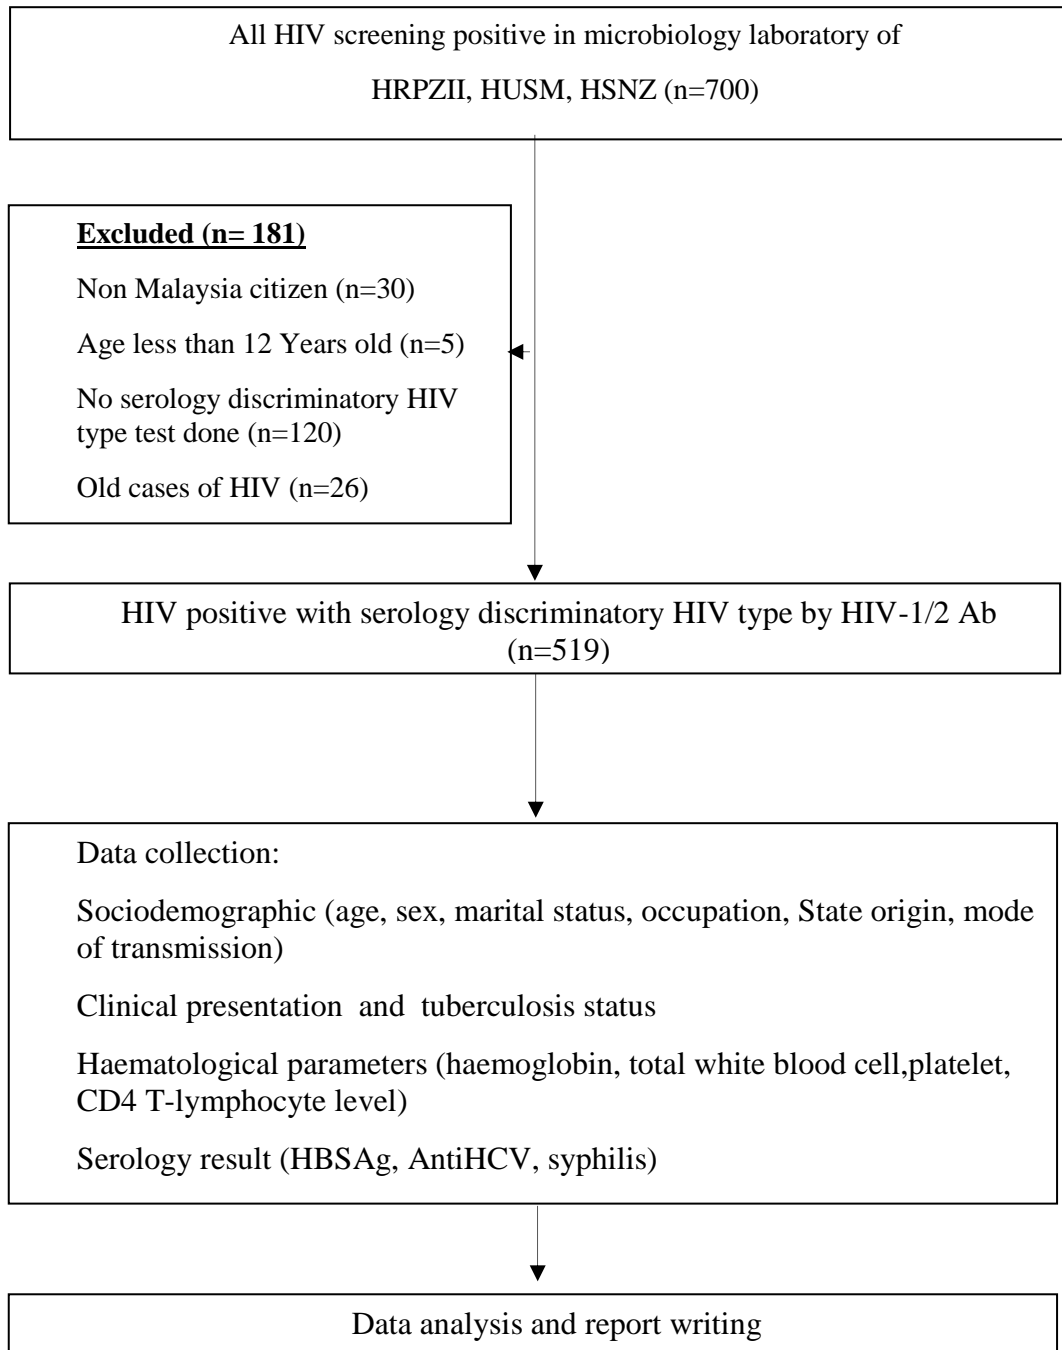 All HIV screening positive in microbiology laboratory of
HRPZII, HUSM, HSNZ (n=700)
Excluded (n= 181)
Non Malaysia citizen (n=30)
Age less than 12 Years old (n=5)
No serology discriminatory HIV
type test done (n=120)
Old cases of HIV (n=26)
HIV positive with serology discriminatory HIV type by HIV-1/2 Ab
(n=519)
Data collection:
Sociodemographic (age, sex, marital status, occupation, State origin, mode
of transmission)
Clinical presentation and tuberculosis status
Haematological parameters (haemoglobin, total white blood cell,platelet,
CD4 T-lymphocyte level)
Serology result (HBSAg, AntiHCV, syphilis)
Data analysis and report writing